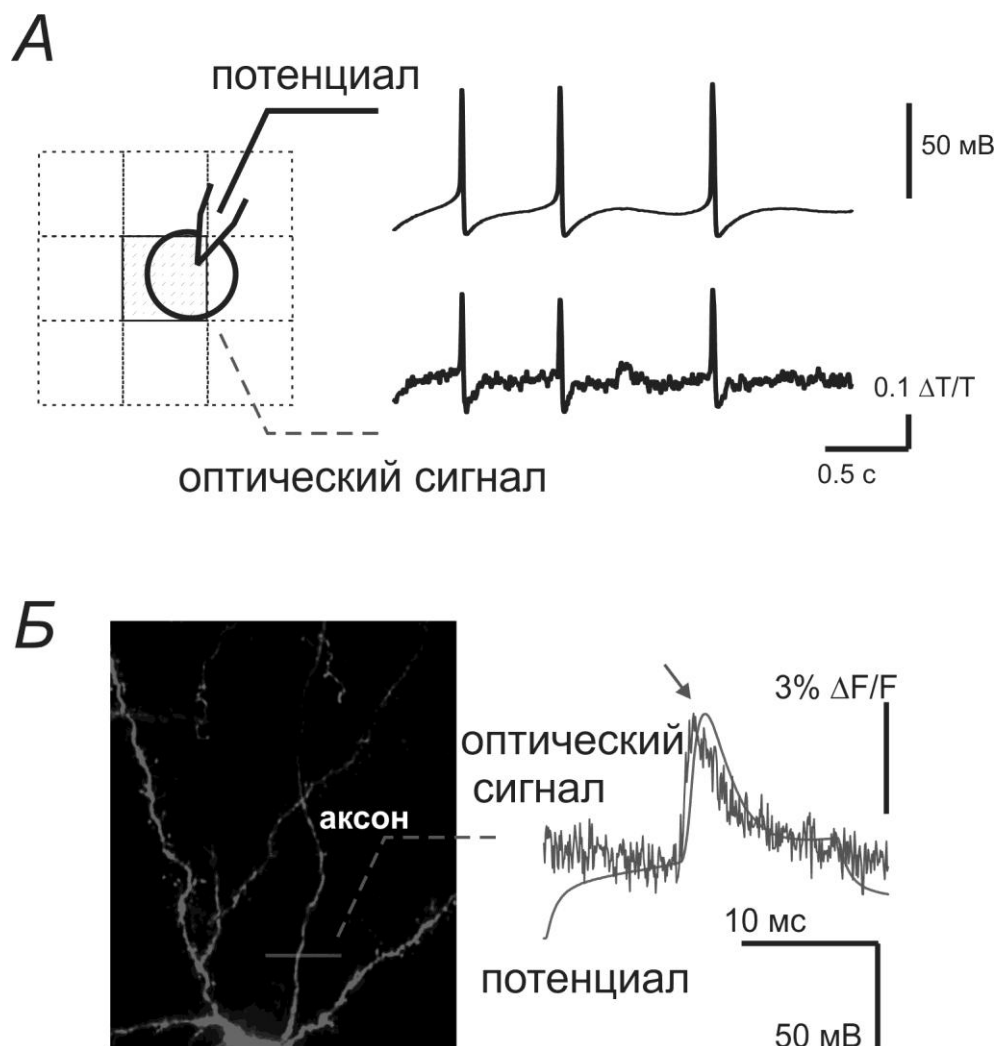 А
потенциал
50 мВ
0.1 ΔT/T
0.5 с
оптический сигнал
Б
3% ΔF/F
оптический
сигнал
аксон
10 мс
потенциал
50 мВ